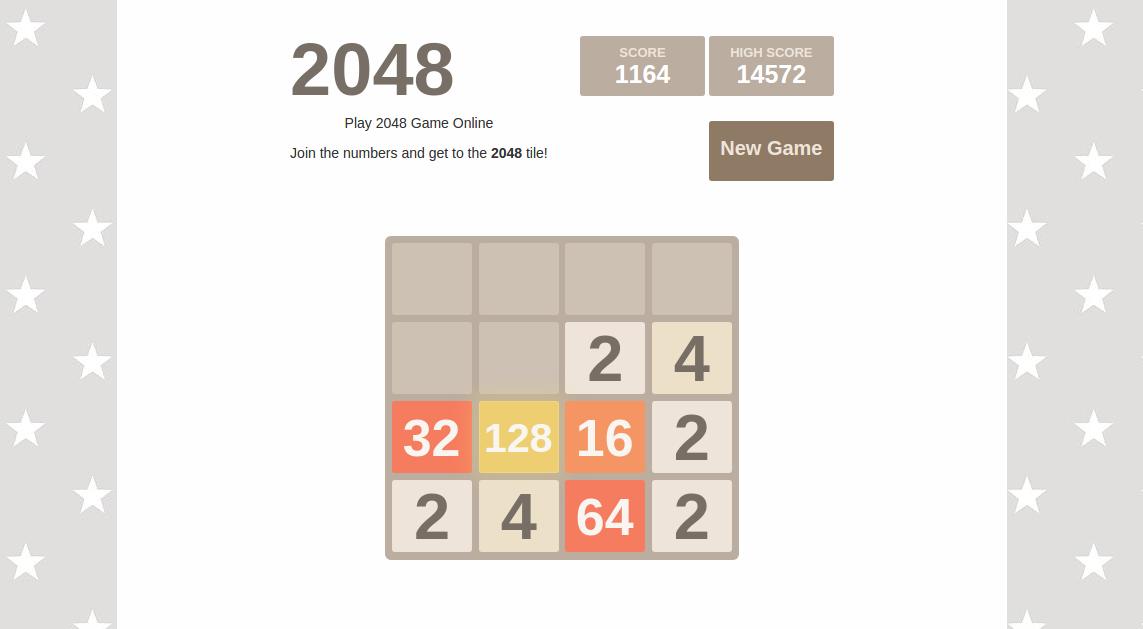 2048
SCORE
1164
HIGH SCORE
14572
Play 2048 Game Online
Join the numbers and get to the 2048 tile!
New Game
2 4
32 128 16 2
2 4 64 2